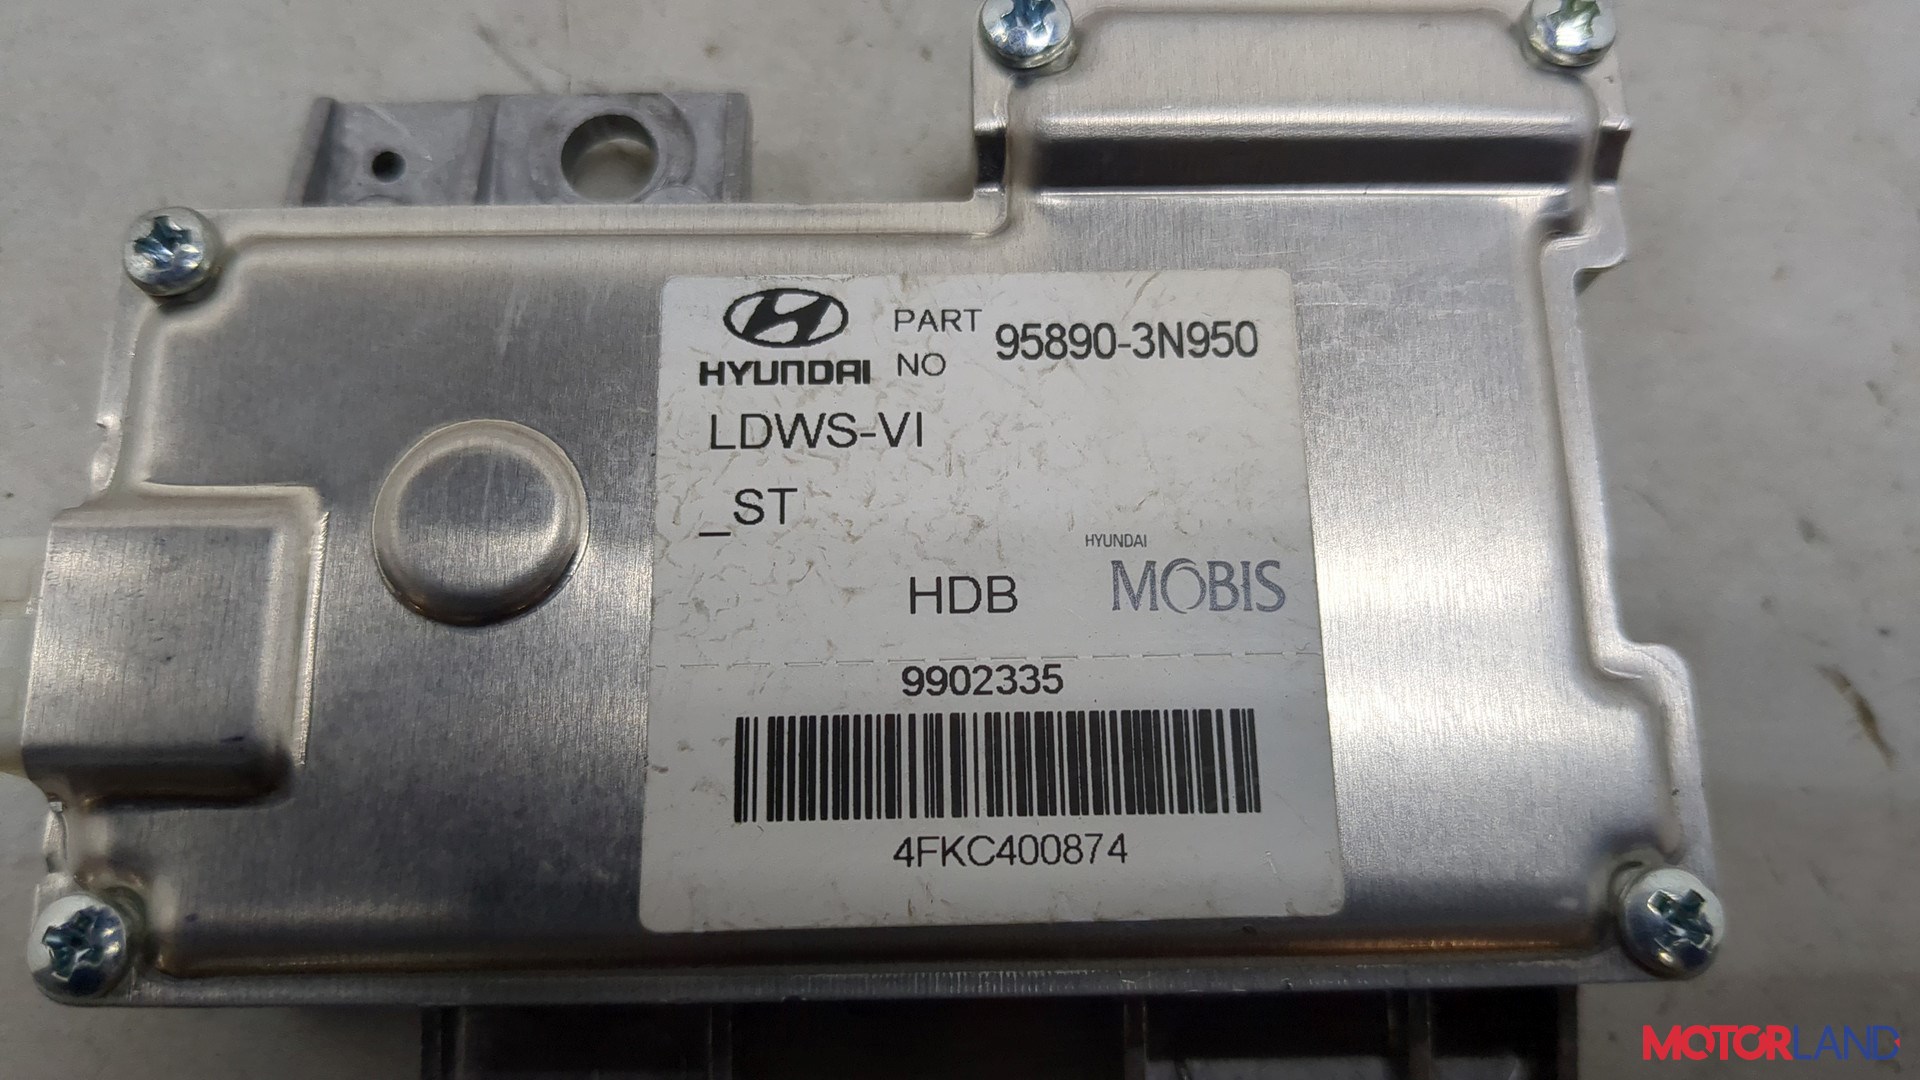 HYUNDAI
PART NO 95890-3N950
LDWS-VI
_ST
HYUNDAI
HDB MOBIS
9902335
4FKC400874
MOTORLAND